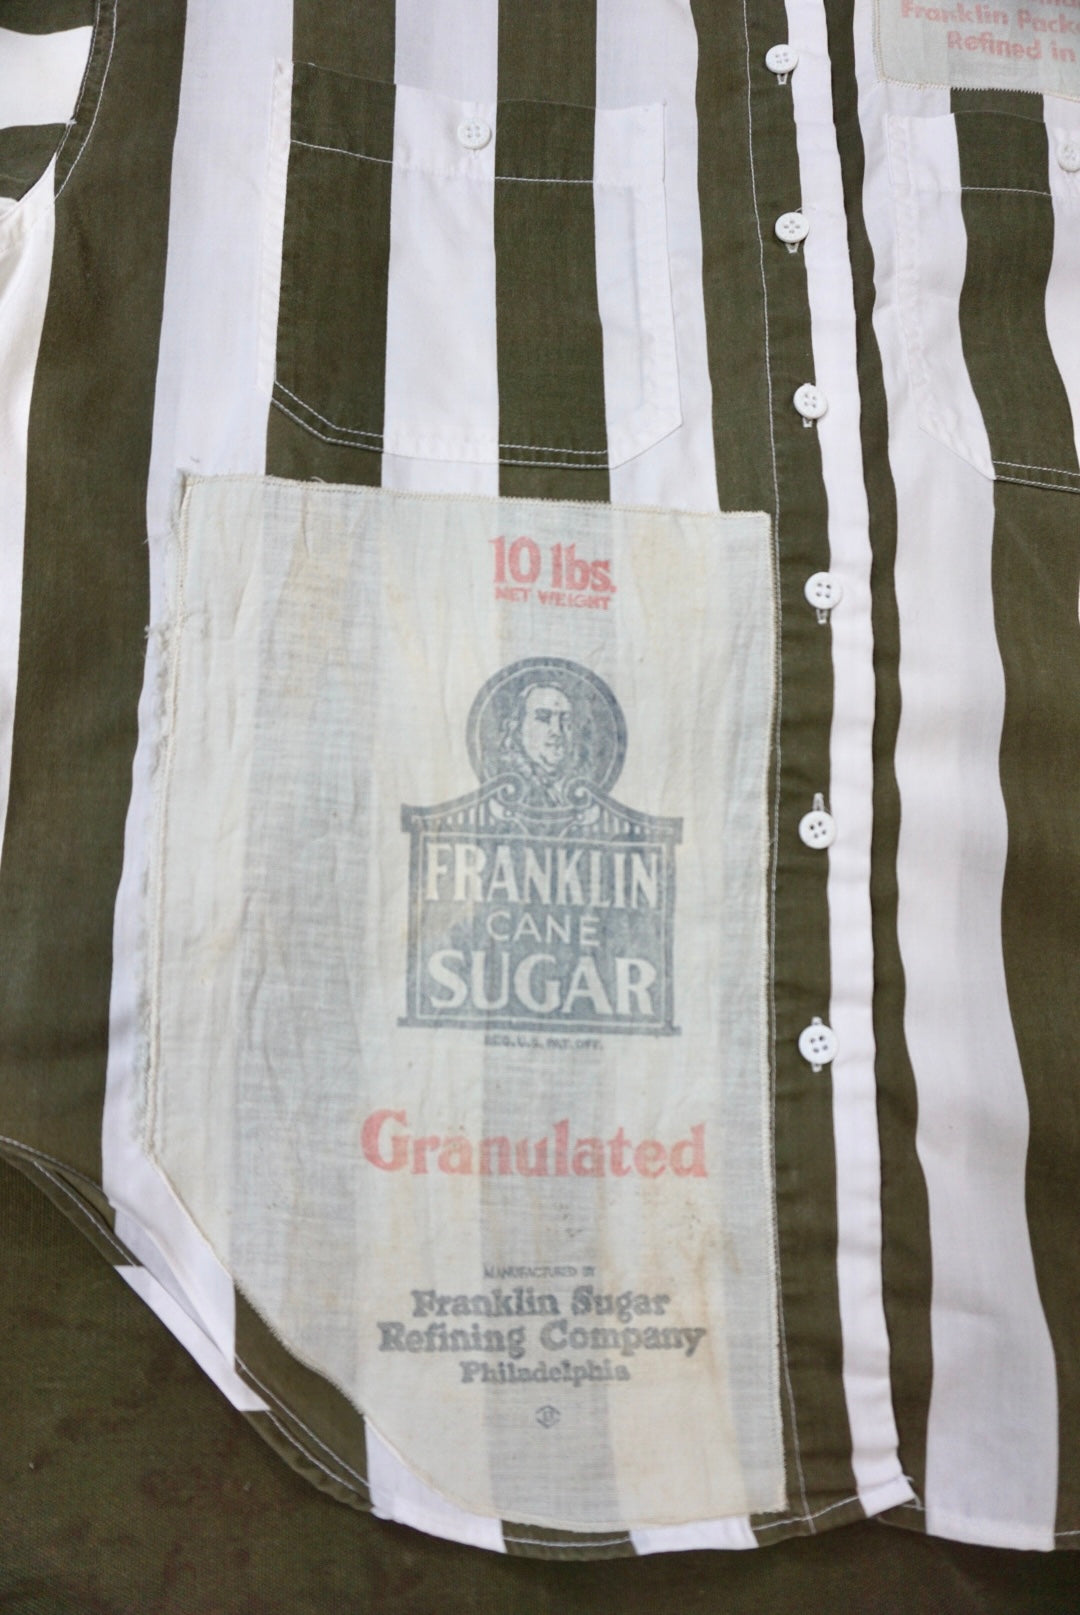 Franklin
Refined in
10 lbs.
NET WEIGHT
FRANKLIN
CANE
SUGAR
REG. U.S. PAT. OFF.
Granulated
MANUFACTURED BY
Franklin Sugar
Refining Company
Philadelphia